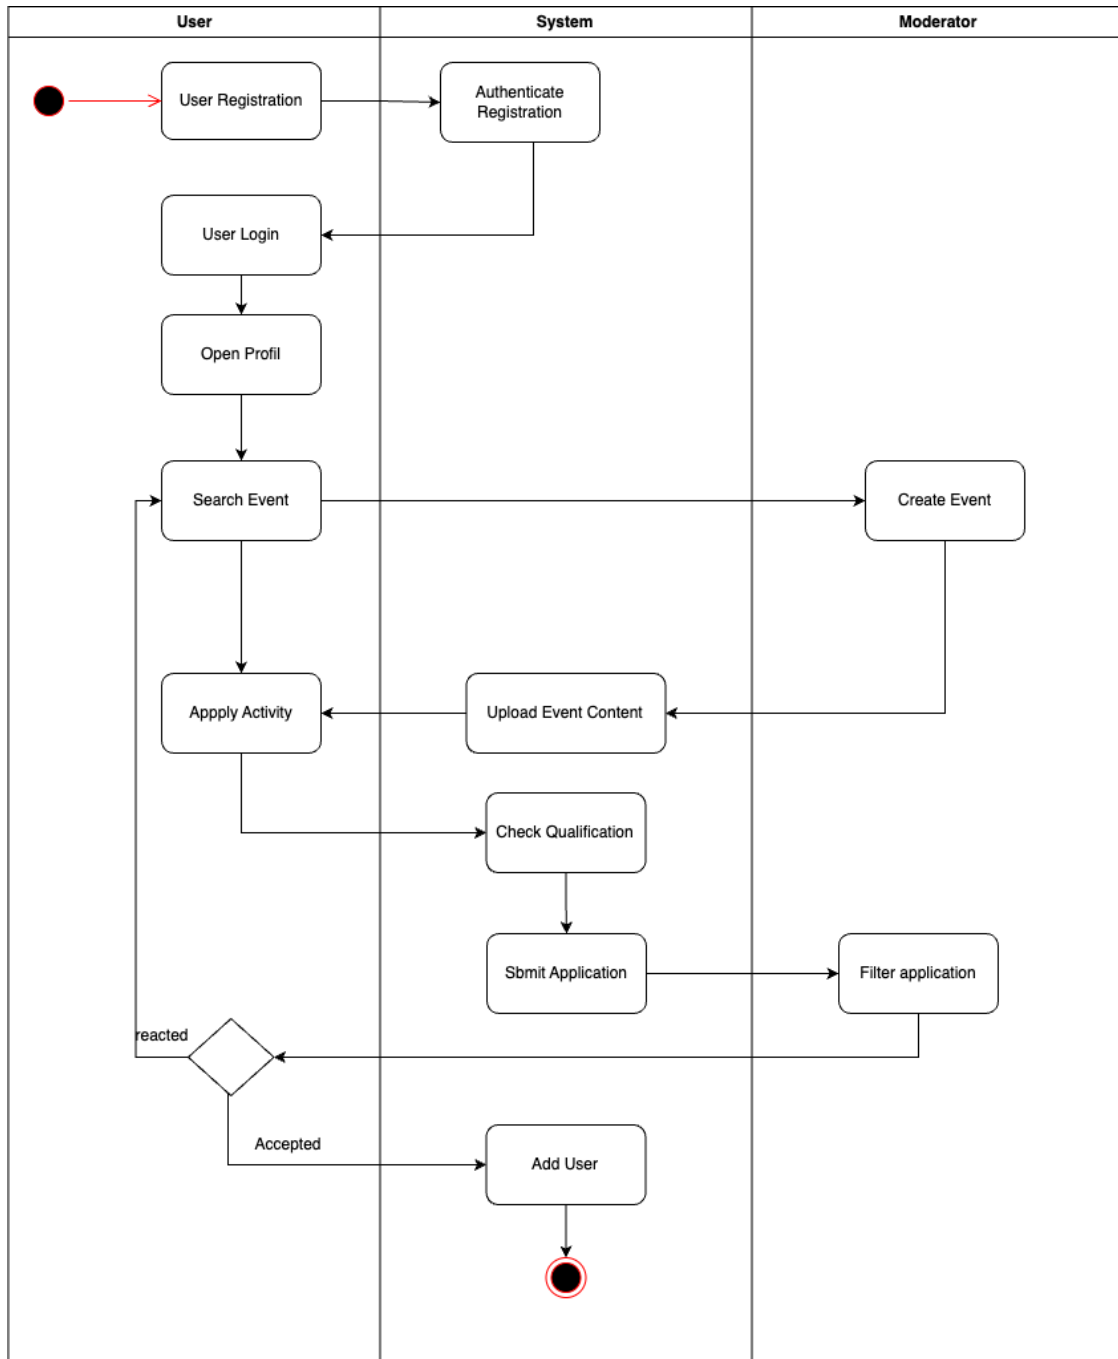 User
System
Moderator
User Registration
Authenticate
Registration
User Login
Open Profil
Search Event
Create Event
Appply Activity
Upload Event Content
Check Qualification
Sbmit Application
Filter application
reacted
Accepted
Add User